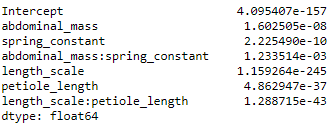 Intercept                       4.095407e-157
abdominal_mass                   1.602505e-08
spring_constant                  2.225490e-10
abdominal_mass:spring_constant   1.233514e-03
length_scale                    1.159264e-245
petiole_length                   4.862947e-37
length_scale:petiole_length      1.288715e-43
dtype: float64